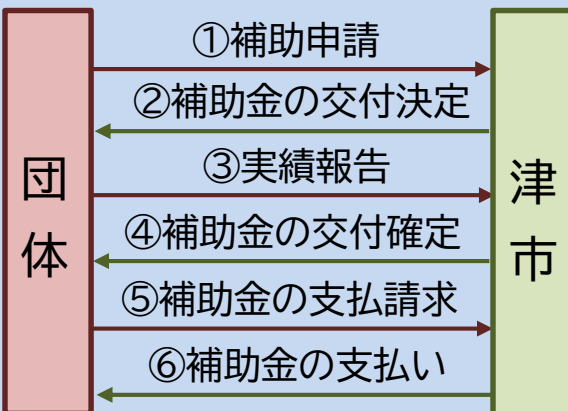 団体
①補助申請
②補助金の交付決定
③実績報告
④補助金の交付確定
⑤補助金の支払請求
⑥補助金の支払い
津市